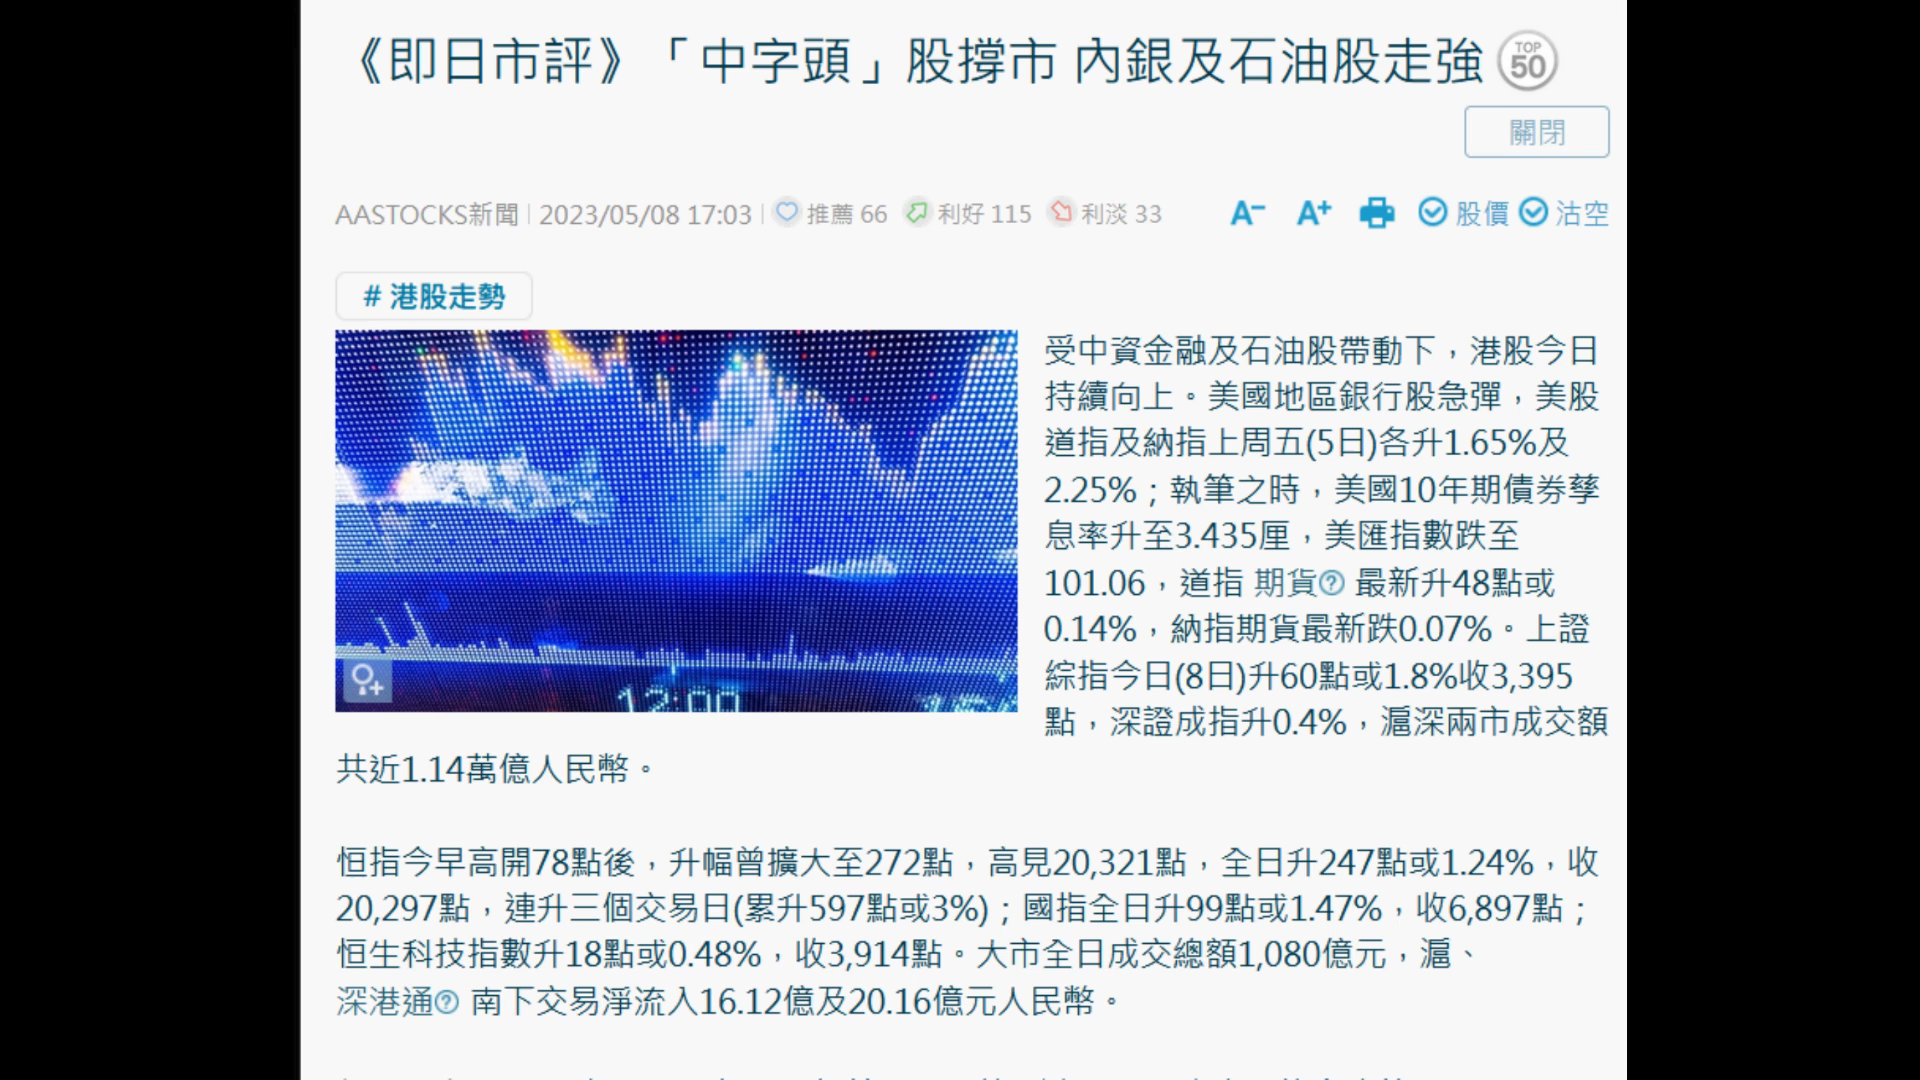 《即日市評》「中字頭」股撐市 內銀及石油股走強
TOP
50
關閉
AASTOCKS新聞 | 2023/05/08 17:03 | 推薦 66 利好 115 利淡 33 A− A+ 股價 沽空
# 港股走勢
受中資金融及石油股帶動下，港股今日
持續向上。美國地區銀行股急彈，美股
道指及納指上周五(5日)各升1.65%及
2.25%；執筆之時，美國10年期債券孳
息率升至3.435厘，美匯指數跌至
101.06，道指 期貨? 最新升48點或
0.14%，納指期貨最新跌0.07%。上證
綜指今日(8日)升60點或1.8%收3,395
點，深證成指升0.4%，滬深兩市成交額
12:00
共近1.14萬億人民幣。
恒指今早高開78點後，升幅曾擴大至272點，高見20,321點，全日升247點或1.24%，收
20,297點，連升三個交易日(累升597點或3%)；國指全日升99點或1.47%，收6,897點；
恒生科技指數升18點或0.48%，收3,914點。大市全日成交總額1,080億元，滬、
深港通? 南下交易淨流入16.12億及20.16億元人民幣。